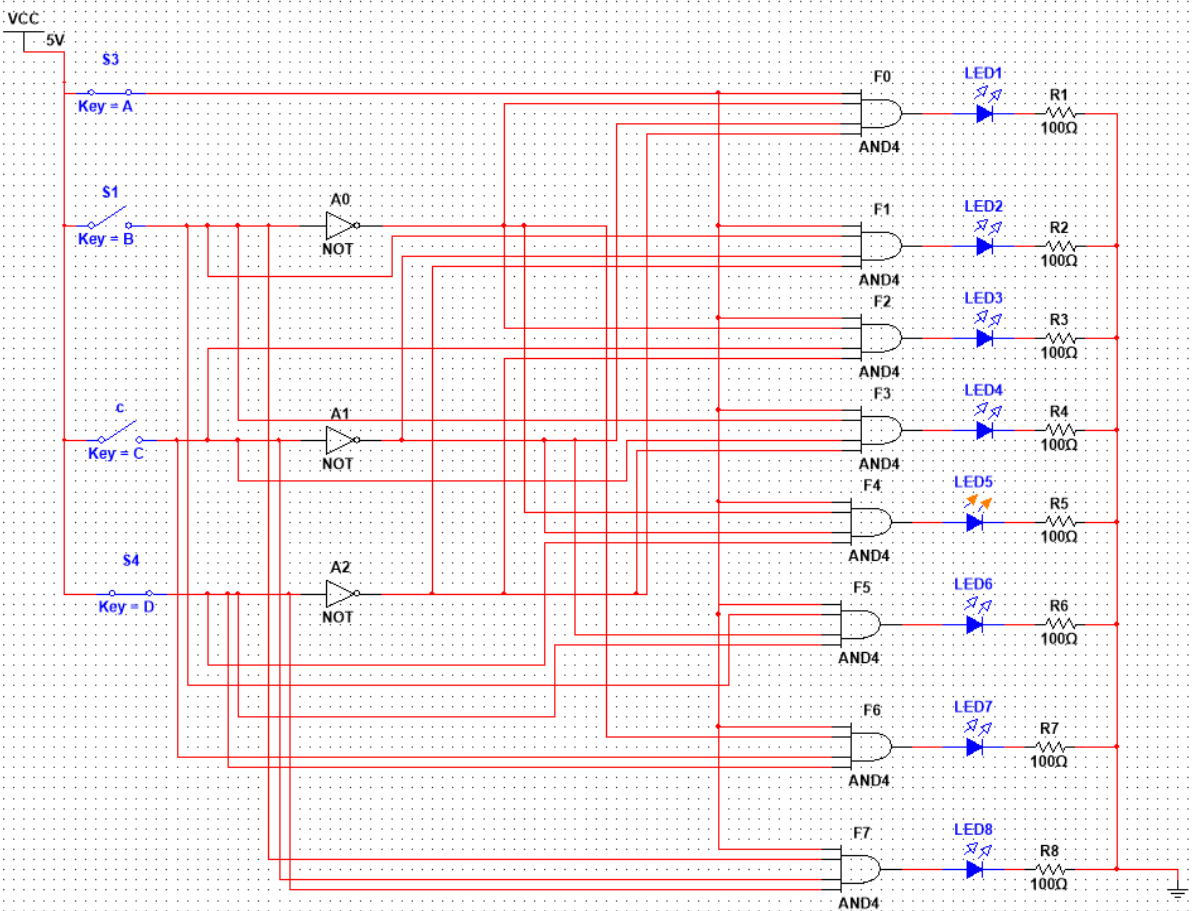 VCC
5V
S3
Key = A
F0
AND4
LED1
R1
100Ω
S1
Key = B
A0
NOT
F1
AND4
LED2
R2
100Ω
F2
AND4
LED3
R3
100Ω
c
Key = C
A1
NOT
F3
AND4
LED4
R4
100Ω
F4
AND4
LED5
R5
100Ω
S4
Key = D
A2
NOT
F5
AND4
LED6
R6
100Ω
F6
AND4
LED7
R7
100Ω
F7
AND4
LED8
R8
100Ω